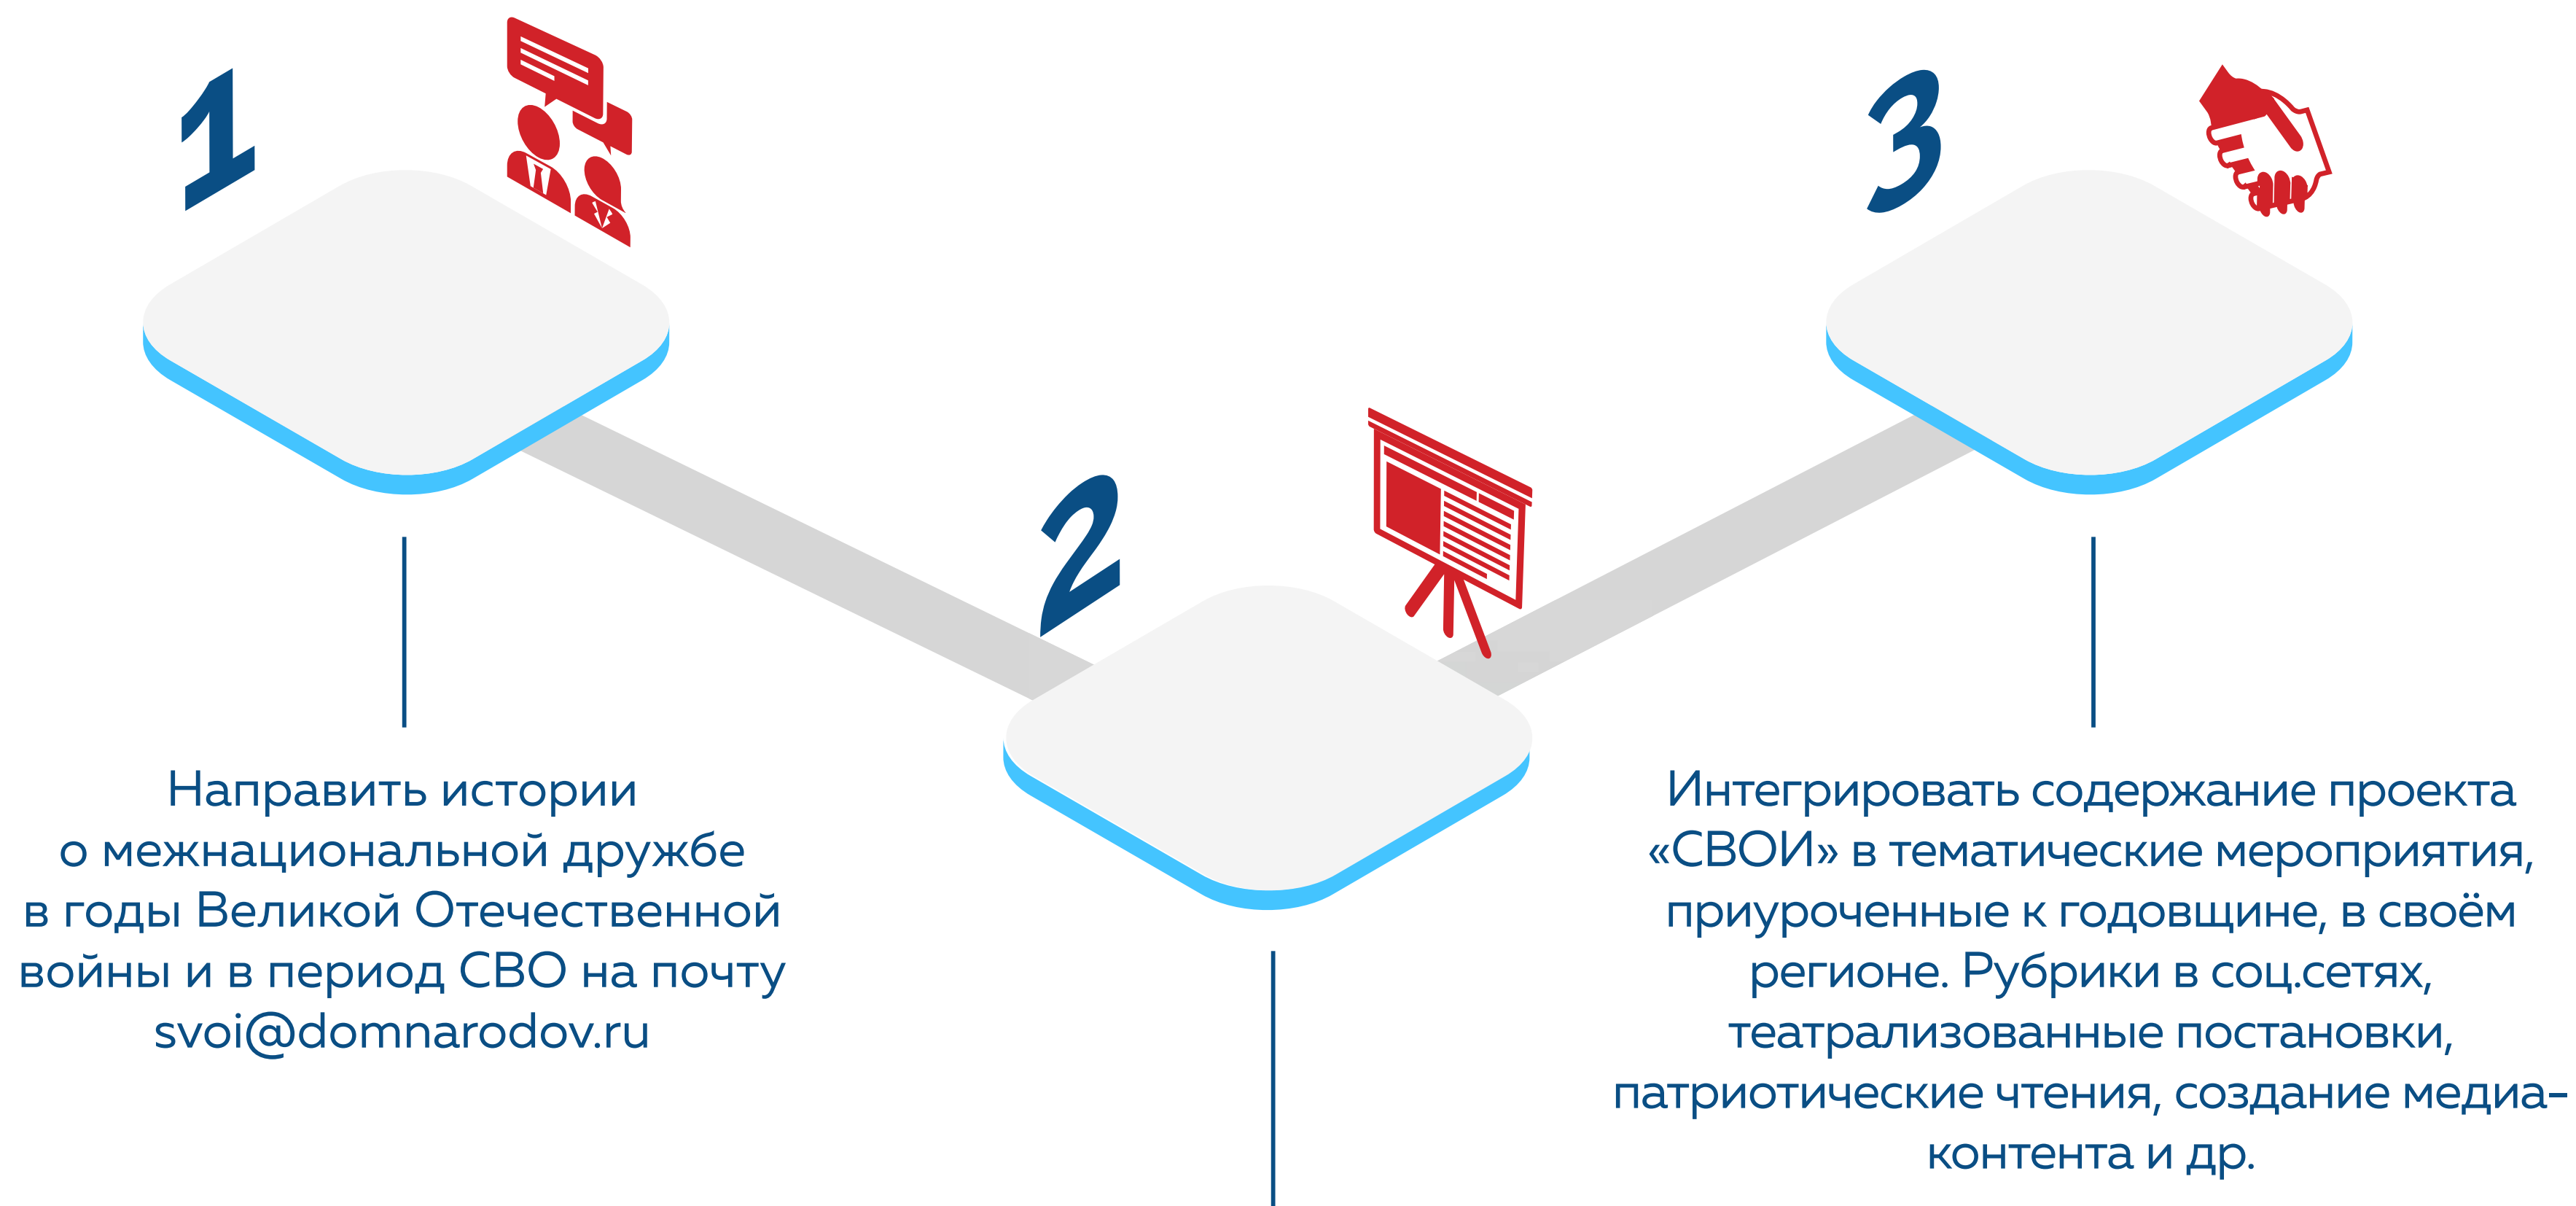 1
Направить истории
о межнациональной дружбе
в годы Великой Отечественной
войны и в период СВО на почту
svoi@domnarodov.ru
2
3
Интегрировать содержание проекта
«СВОИ» в тематические мероприятия,
приуроченные к годовщине, в своём
регионе. Рубрики в соц.сетях,
театрализованные постановки,
патриотические чтения, создание медиа-
контента и др.